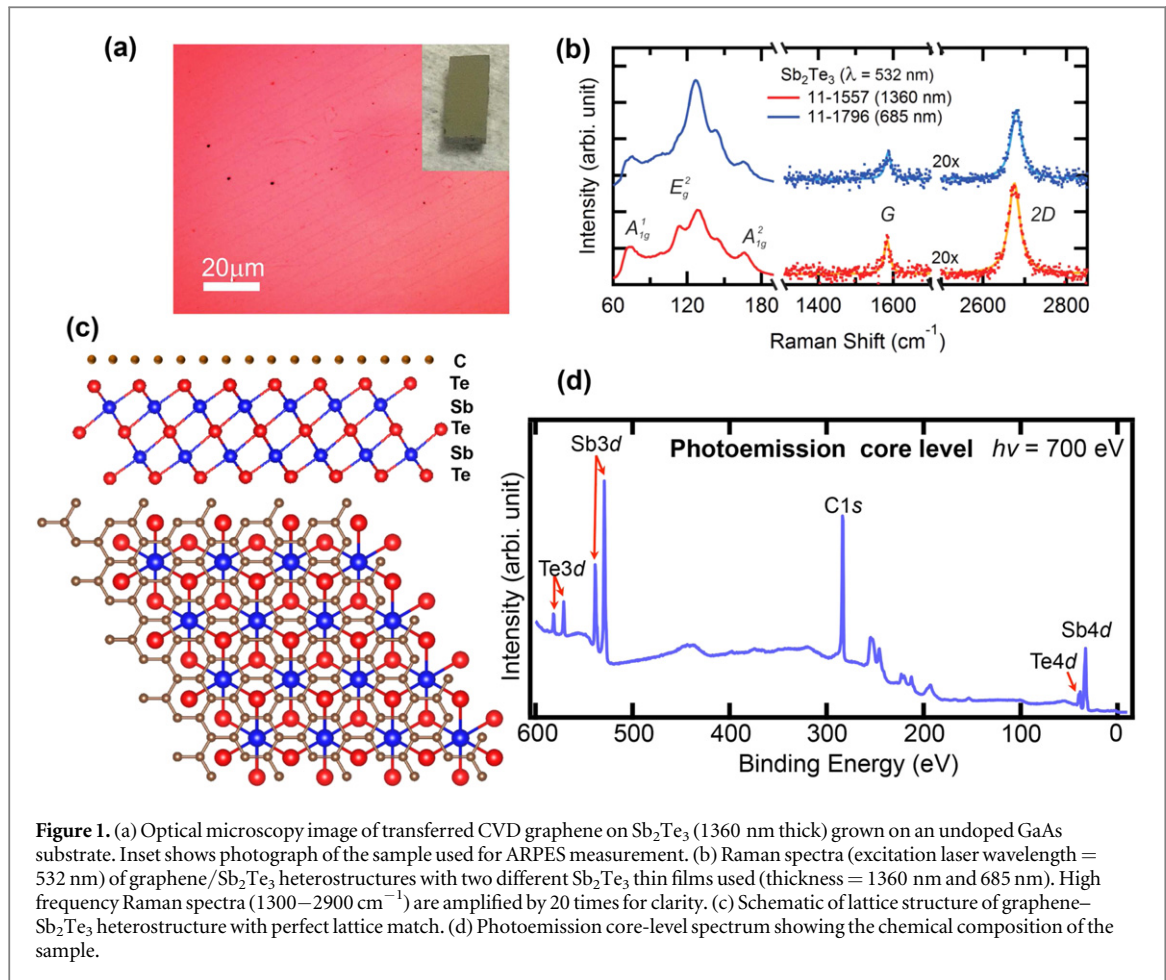 (a)
20μm
(b)
Intensity (arbi. unit)
Sb₂Te₃ (λ = 532 nm)
11-1557 (1360 nm)
11-1796 (685 nm)
20x
E²g
A¹1g
A²1g
G
20x
2D
60 120 180 1400 1600 2600 2800
Raman Shift (cm⁻¹)
(c)
C
Te
Sb
Te
Sb
Te
(d)
Photoemission core level hν = 700 eV
Intensity (arbi. unit)
Sb3d
Te3d
C1s
Sb4d
Te4d
600 500 400 300 200 100 0
Binding Energy (eV)
Figure 1. (a) Optical microscopy image of transferred CVD graphene on Sb₂Te₃ (1360 nm thick) grown on an undoped GaAs
substrate. Inset shows photograph of the sample used for ARPES measurement. (b) Raman spectra (excitation laser wavelength =
532 nm) of graphene/Sb₂Te₃ heterostructures with two different Sb₂Te₃ thin films used (thickness = 1360 nm and 685 nm). High
frequency Raman spectra (1300−2900 cm⁻¹) are amplified by 20 times for clarity. (c) Schematic of lattice structure of graphene–
Sb₂Te₃ heterostructure with perfect lattice match. (d) Photoemission core-level spectrum showing the chemical composition of the
sample.